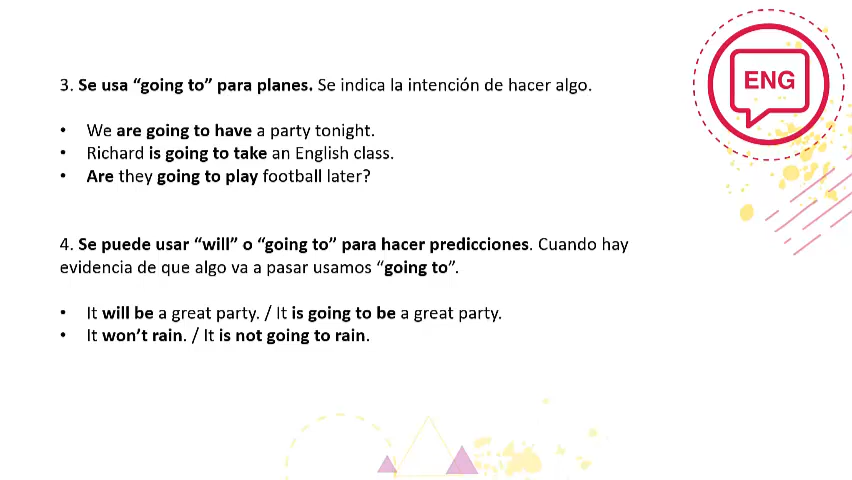 ENG
3. Se usa “going to” para planes. Se indica la intención de hacer algo.
• We are going to have a party tonight.
• Richard is going to take an English class.
• Are they going to play football later?
4. Se puede usar “will” o “going to” para hacer predicciones. Cuando hay
evidencia de que algo va a pasar usamos “going to”.
• It will be a great party. / It is going to be a great party.
• It won’t rain. / It is not going to rain.